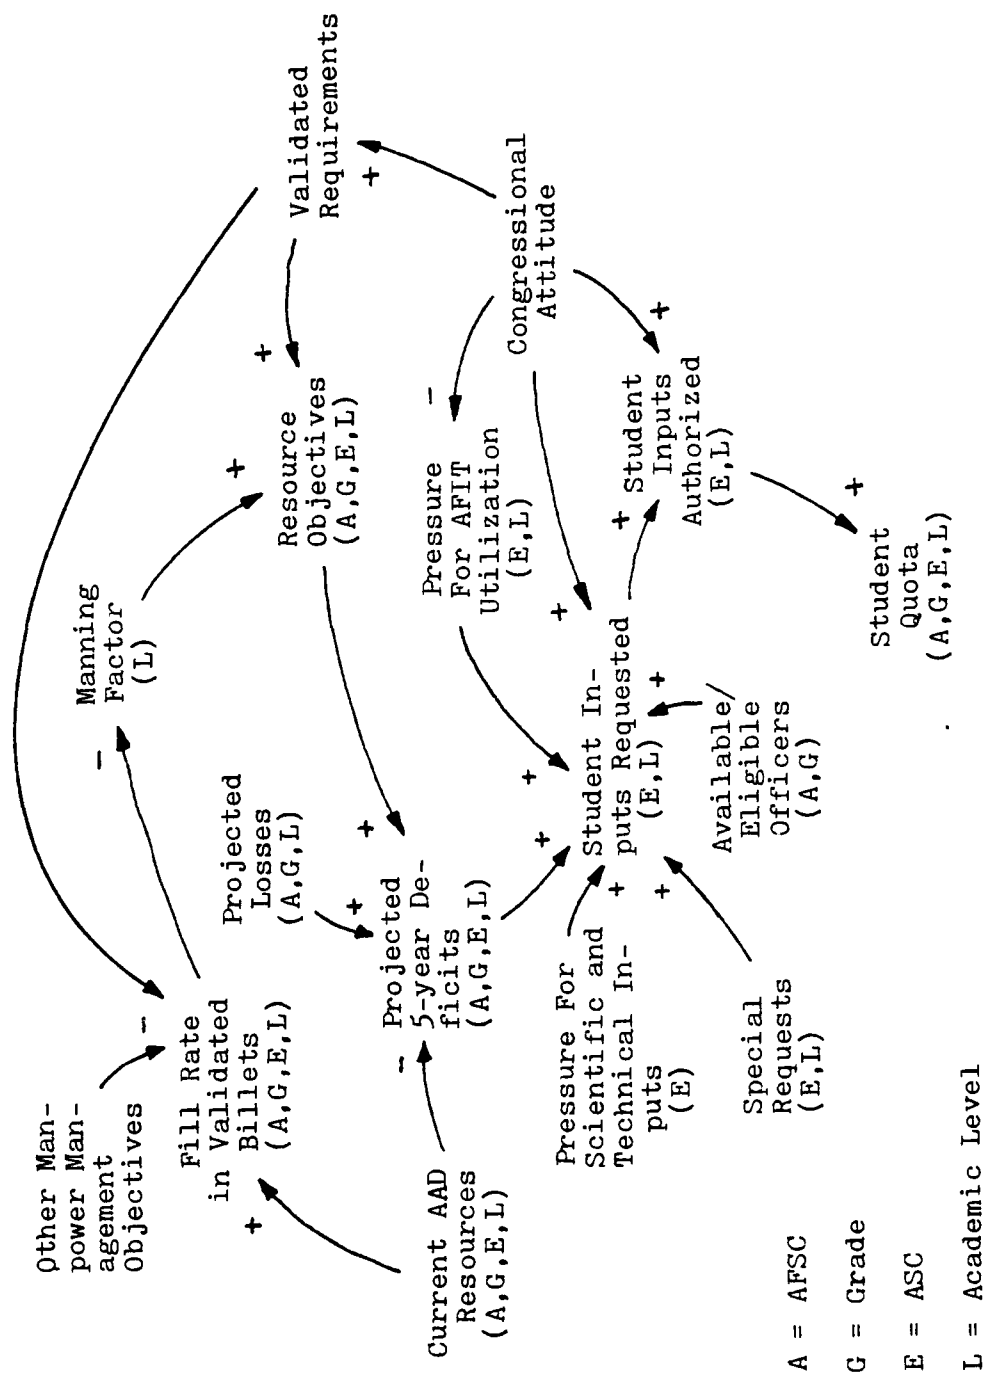 Other Man-
power Man-
agement
Objectives
-
Fill Rate
in Validated
Billets
(A,G,E,L)
+
Current AAD
Resources
(A,G,E,L)
-
Manning
Factor
(L)
-
Projected
Losses
(A,G,L)
+
Projected
5-year De-
ficits
(A,G,E,L)
+
+
Resource
Objectives
(A,G,E,L)
+
Validated
Requirements
+
Pressure
For AFIT
Utilization
(E,L)
-
Congressional
Attitude
+
Pressure For
Scientific and
Technical In-
puts
(E)
+
Student In-
puts Requested
(E,L)
+
+
+
Special
Requests
(E,L)
+
Available/
Eligible
Officers
(A,G)
+
Student
Inputs
Authorized
(E,L)
+
+
Student
Quota
(A,G,E,L)
+
A = AFSC
G = Grade
E = ASC
L = Academic Level